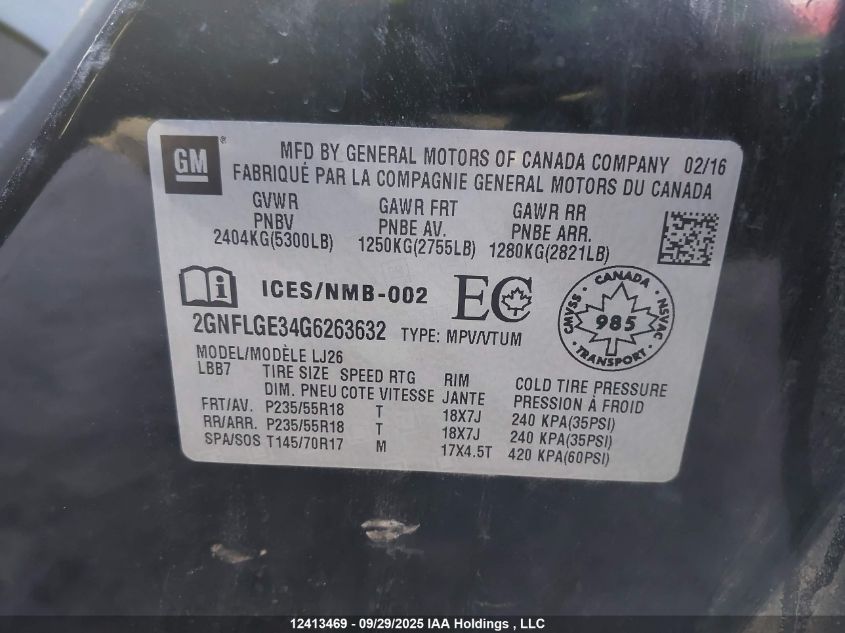 GM ®
MFD BY GENERAL MOTORS OF CANADA COMPANY 02/16
FABRIQUÉ PAR LA COMPAGNIE GENERAL MOTORS DU CANADA
GVWR GAWR FRT GAWR RR
PNBV PNBE AV. PNBE ARR.
2404KG(5300LB) 1250KG(2755LB) 1280KG(2821LB)
ICES/NMB-002 EC
2GNFLGE34G6263632 TYPE: MPV/VTUM
CANADA CMVSS NSVAC 985 TRANSPORT
MODEL/MODÈLE LJ26
LBB7 TIRE SIZE SPEED RTG RIM COLD TIRE PRESSURE
DIM. PNEU COTE VITESSE JANTE PRESSION À FROID
FRT/AV. P235/55R18 T 18X7J 240 KPA(35PSI)
RR/ARR. P235/55R18 T 18X7J 240 KPA(35PSI)
SPA/SOS T145/70R17 M 17X4.5T 420 KPA(60PSI)
12413469 - 09/29/2025 IAA Holdings , LLC